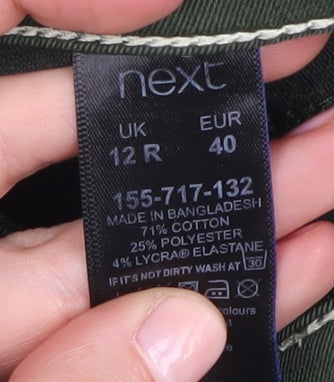 next
UK EUR
12 R 40
155-717-132
MADE IN BANGLADESH
71% COTTON
25% POLYESTER
4% LYCRA® ELASTANE
IF IT'S NOT DIRTY WASH AT 30
colours